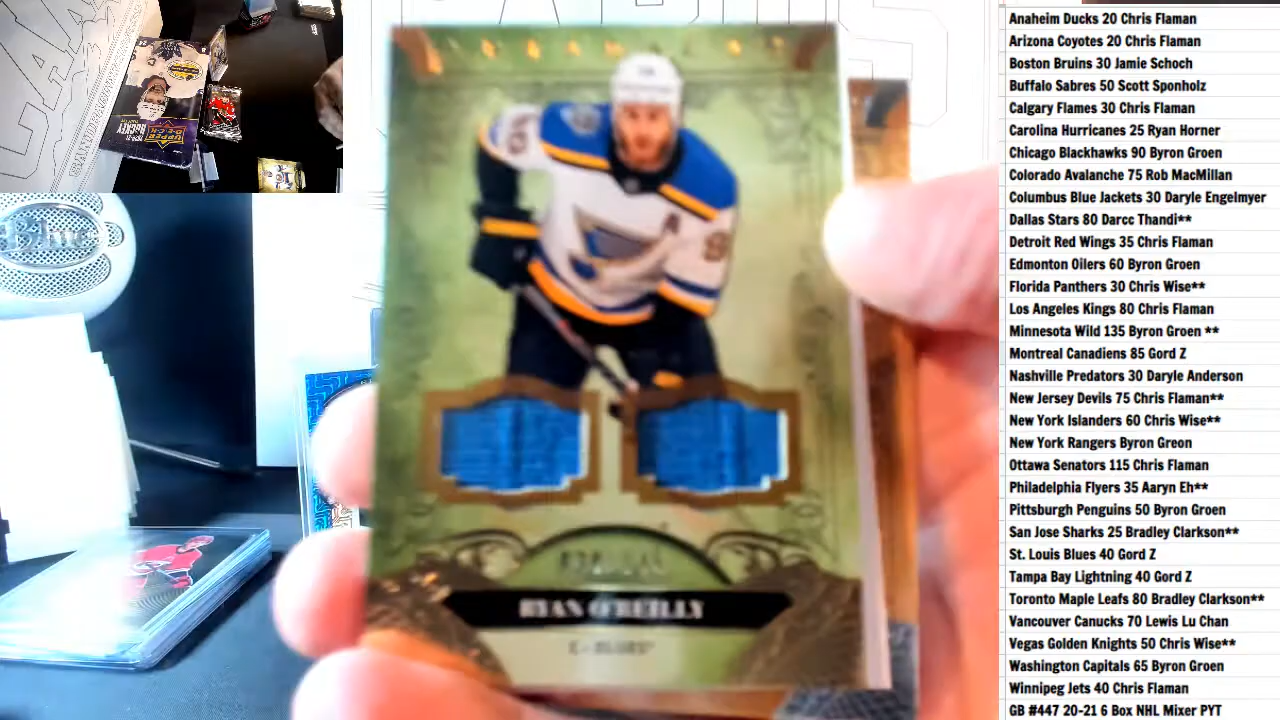 Anaheim Ducks 20 Chris Flaman
Arizona Coyotes 20 Chris Flaman
Boston Bruins 30 Jamie Schoch
Buffalo Sabres 50 Scott Sponholz
Calgary Flames 30 Chris Flaman
Carolina Hurricanes 25 Ryan Horner
Chicago Blackhawks 90 Byron Groen
Colorado Avalanche 75 Rob MacMillan
Columbus Blue Jackets 30 Daryle Engelmyer
Dallas Stars 80 Darcc Thandi**
Detroit Red Wings 35 Chris Flaman
Edmonton Oilers 60 Byron Groen
Florida Panthers 30 Chris Wise**
Los Angeles Kings 80 Chris Flaman
Minnesota Wild 135 Byron Groen **
Montreal Canadiens 85 Gord Z
Nashville Predators 30 Daryle Anderson
New Jersey Devils 75 Chris Flaman**
New York Islanders 60 Chris Wise**
New York Rangers Byron Greon
Ottawa Senators 115 Chris Flaman
Philadelphia Flyers 35 Aaryn Eh**
Pittsburgh Penguins 50 Byron Groen
San Jose Sharks 25 Bradley Clarkson**
St. Louis Blues 40 Gord Z
Tampa Bay Lightning 40 Gord Z
Toronto Maple Leafs 80 Bradley Clarkson**
Vancouver Canucks 70 Lewis Lu Chan
Vegas Golden Knights 50 Chris Wise**
Washington Capitals 65 Byron Groen
Winnipeg Jets 40 Chris Flaman
GB #447 20-21 6 Box NHL Mixer PYT
RYAN O'REILLY
C - BLUES
blue
UPPER DECK
HOCKEY